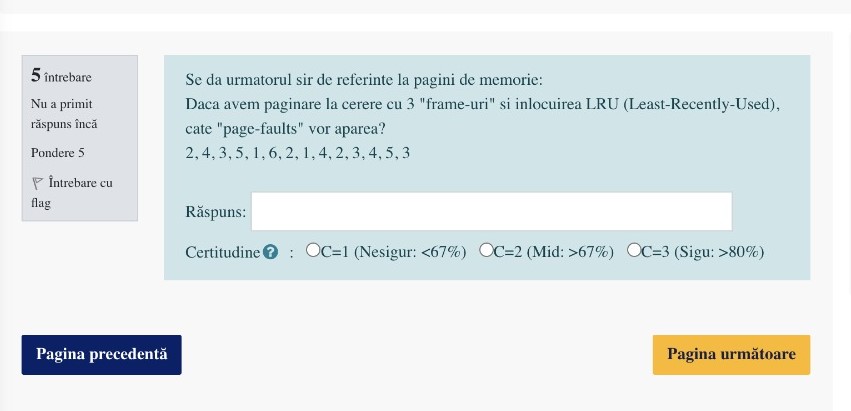 5 întrebare
Nu a primit
răspuns încă
Pondere 5
Întrebare cu
flag
Se da urmatorul sir de referinte la pagini de memorie:
Daca avem paginare la cerere cu 3 "frame-uri" si inlocuirea LRU (Least-Recently-Used),
cate "page-faults" vor aparea?
2, 4, 3, 5, 1, 6, 2, 1, 4, 2, 3, 4, 5, 3
Răspuns:
Certitudine ? : C=1 (Nesigur: <67%) C=2 (Mid: >67%) C=3 (Sigu: >80%)
Pagina precedentă
Pagina următoare